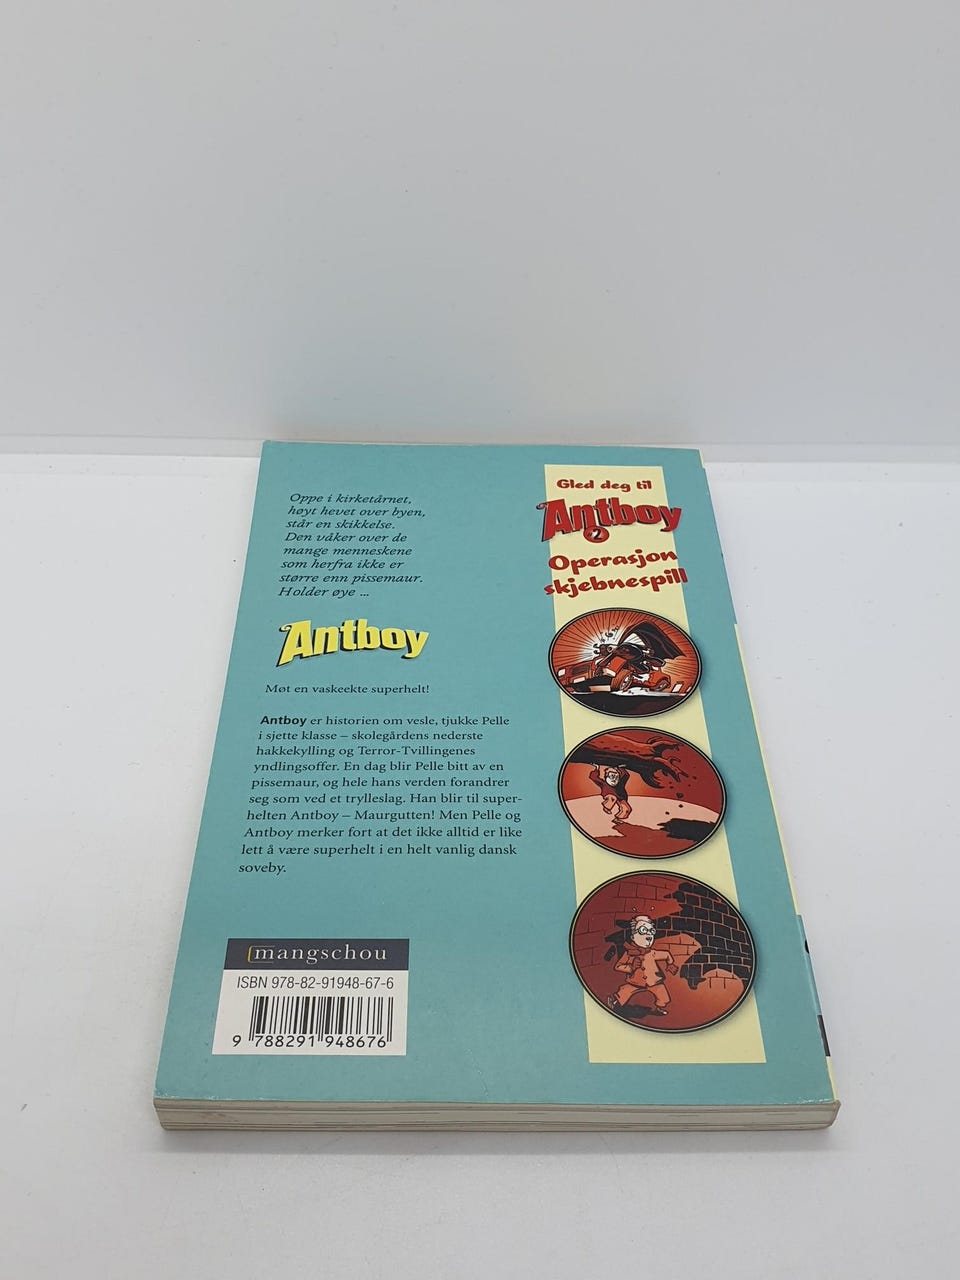 Oppe i kirketårnet,
høyt hevet over byen,
står en skikkelse.
Den våker over de
mange menneskene
som herfra ikke er
større enn pissemaur.
Holder øye ...
Antboy
Møt en vaskeekte superhelt!
Antboy er historien om vesle, tjukke Pelle
i sjette klasse – skolegårdens nederste
hakkekylling og Terror-Tvillingenes
yndlingsoffer. En dag blir Pelle bitt av en
pissemaur, og hele hans verden forandrer
seg som ved et trylleslag. Han blir til super-
helten Antboy – Maurgutten! Men Pelle og
Antboy merker fort at det ikke alltid er like
lett å være superhelt i en helt vanlig dansk
soveby.
mangschou
ISBN 978-82-91948-67-6
9 788291 948676
Gled deg til
Antboy
2
Operasjon
skjebnespill